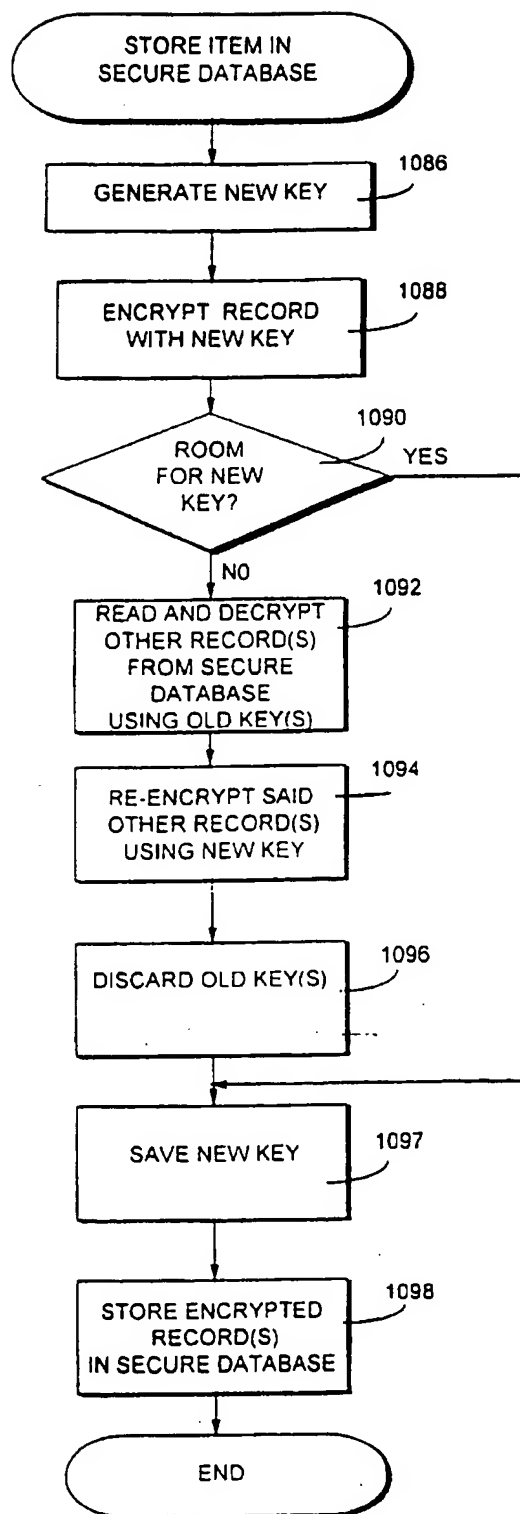 STORE ITEM IN
SECURE DATABASE
1086
GENERATE NEW KEY
1088
ENCRYPT RECORD
WITH NEW KEY
1090
ROOM
FOR NEW
KEY?
YES
NO
1092
READ AND DECRYPT
OTHER RECORD(S)
FROM SECURE
DATABASE
USING OLD KEY(S)
1094
RE-ENCRYPT SAID
OTHER RECORD(S)
USING NEW KEY
1096
DISCARD OLD KEY(S)
1097
SAVE NEW KEY
1098
STORE ENCRYPTED
RECORD(S)
IN SECURE DATABASE
END